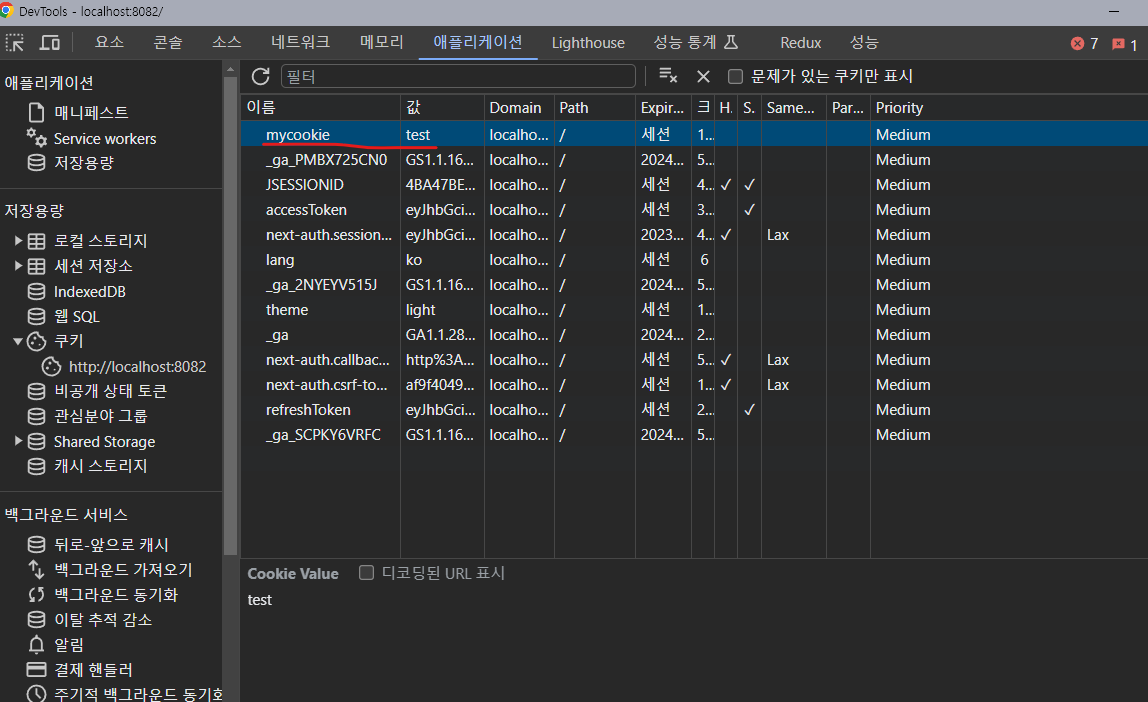 DevTools - localhost:8082/
요소 콘솔 소스 네트워크 메모리 애플리케이션 Lighthouse 성능 통계 Redux 성능 7 1
애플리케이션
매니페스트
Service workers
저장용량
저장용량
로컬 스토리지
세션 저장소
IndexedDB
웹 SQL
쿠키
http://localhost:8082
비공개 상태 토큰
관심분야 그룹
Shared Storage
캐시 스토리지
백그라운드 서비스
뒤로-앞으로 캐시
백그라운드 가져오기
백그라운드 동기화
이탈 추적 감소
알림
결제 핸들러
주기적 백그라운드 동기화
필터 문제가 있는 쿠키만 표시
이름 값 Domain Path Expir... 크 H. S. Same... Par... Priority
mycookie test localho... / 세션 1... Medium
_ga_PMBX725CN0 GS1.1.16... localho... / 2024... 5... Medium
JSESSIONID 4BA47BE... localho... / 세션 4... ✓ ✓ Medium
accessToken eyJhbGci... localho... / 세션 3... ✓ Medium
next-auth.session... eyJhbGci... localho... / 2023... 4... ✓ Lax Medium
lang ko localho... / 세션 6 Medium
_ga_2NYEYV515J GS1.1.16... localho... / 2024... 5... Medium
theme light localho... / 세션 1... Medium
_ga GA1.1.28... localho... / 2024... 2... Medium
next-auth.callbac... http%3A... localho... / 세션 5... ✓ Lax Medium
next-auth.csrf-to... af9f4049... localho... / 세션 1... ✓ Lax Medium
refreshToken eyJhbGci... localho... / 세션 2... ✓ Medium
_ga_SCPKY6VRFC GS1.1.16... localho... / 2024... 5... Medium
Cookie Value 디코딩된 URL 표시
test